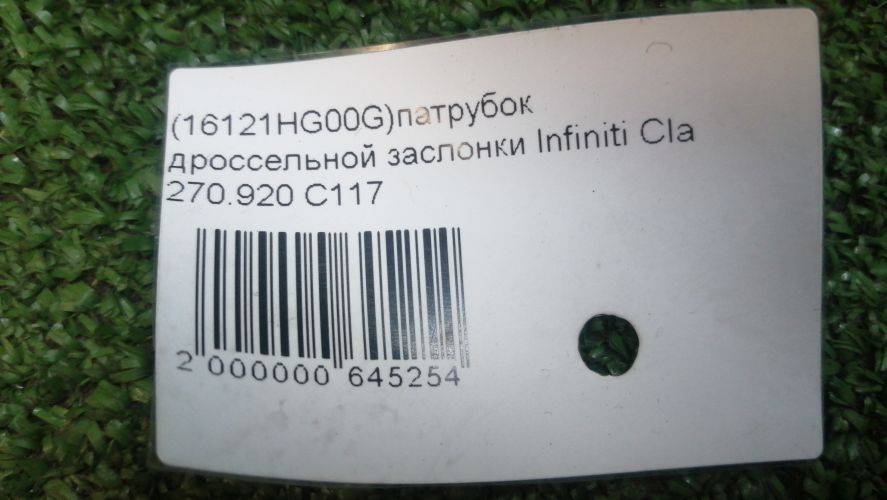 (16121HG00G)патрубок
дроссельной заслонки Infiniti Cla
270.920 C117
2 000000 645254